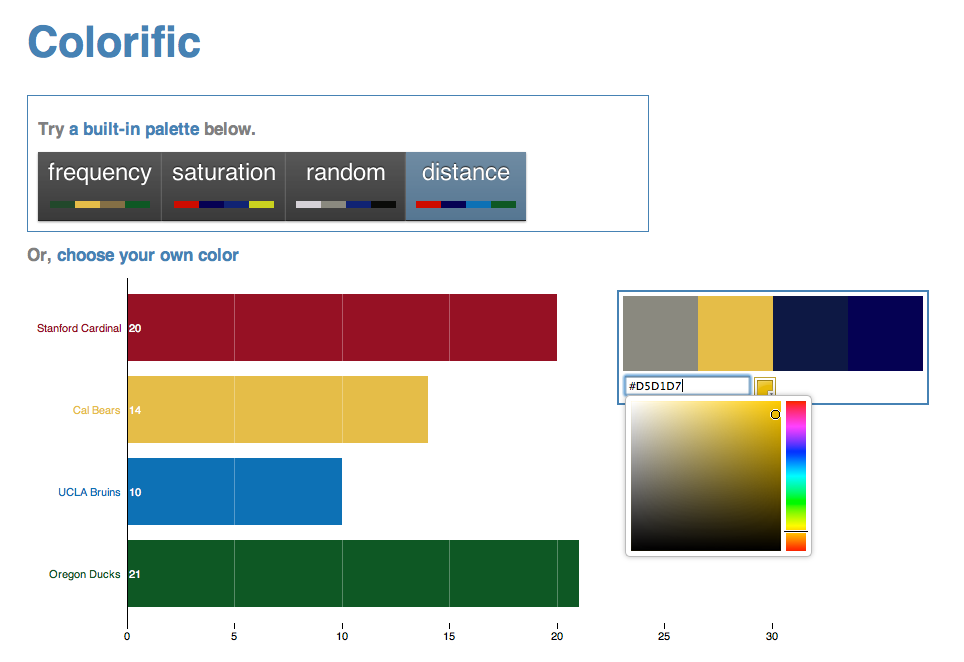 Colorific
Try a built-in palette below.
frequency saturation random distance
Or, choose your own color
Stanford Cardinal 20
#D5D1D7
Cal Bears 14
UCLA Bruins 10
Oregon Ducks 21
0 5 10 15 20 25 30